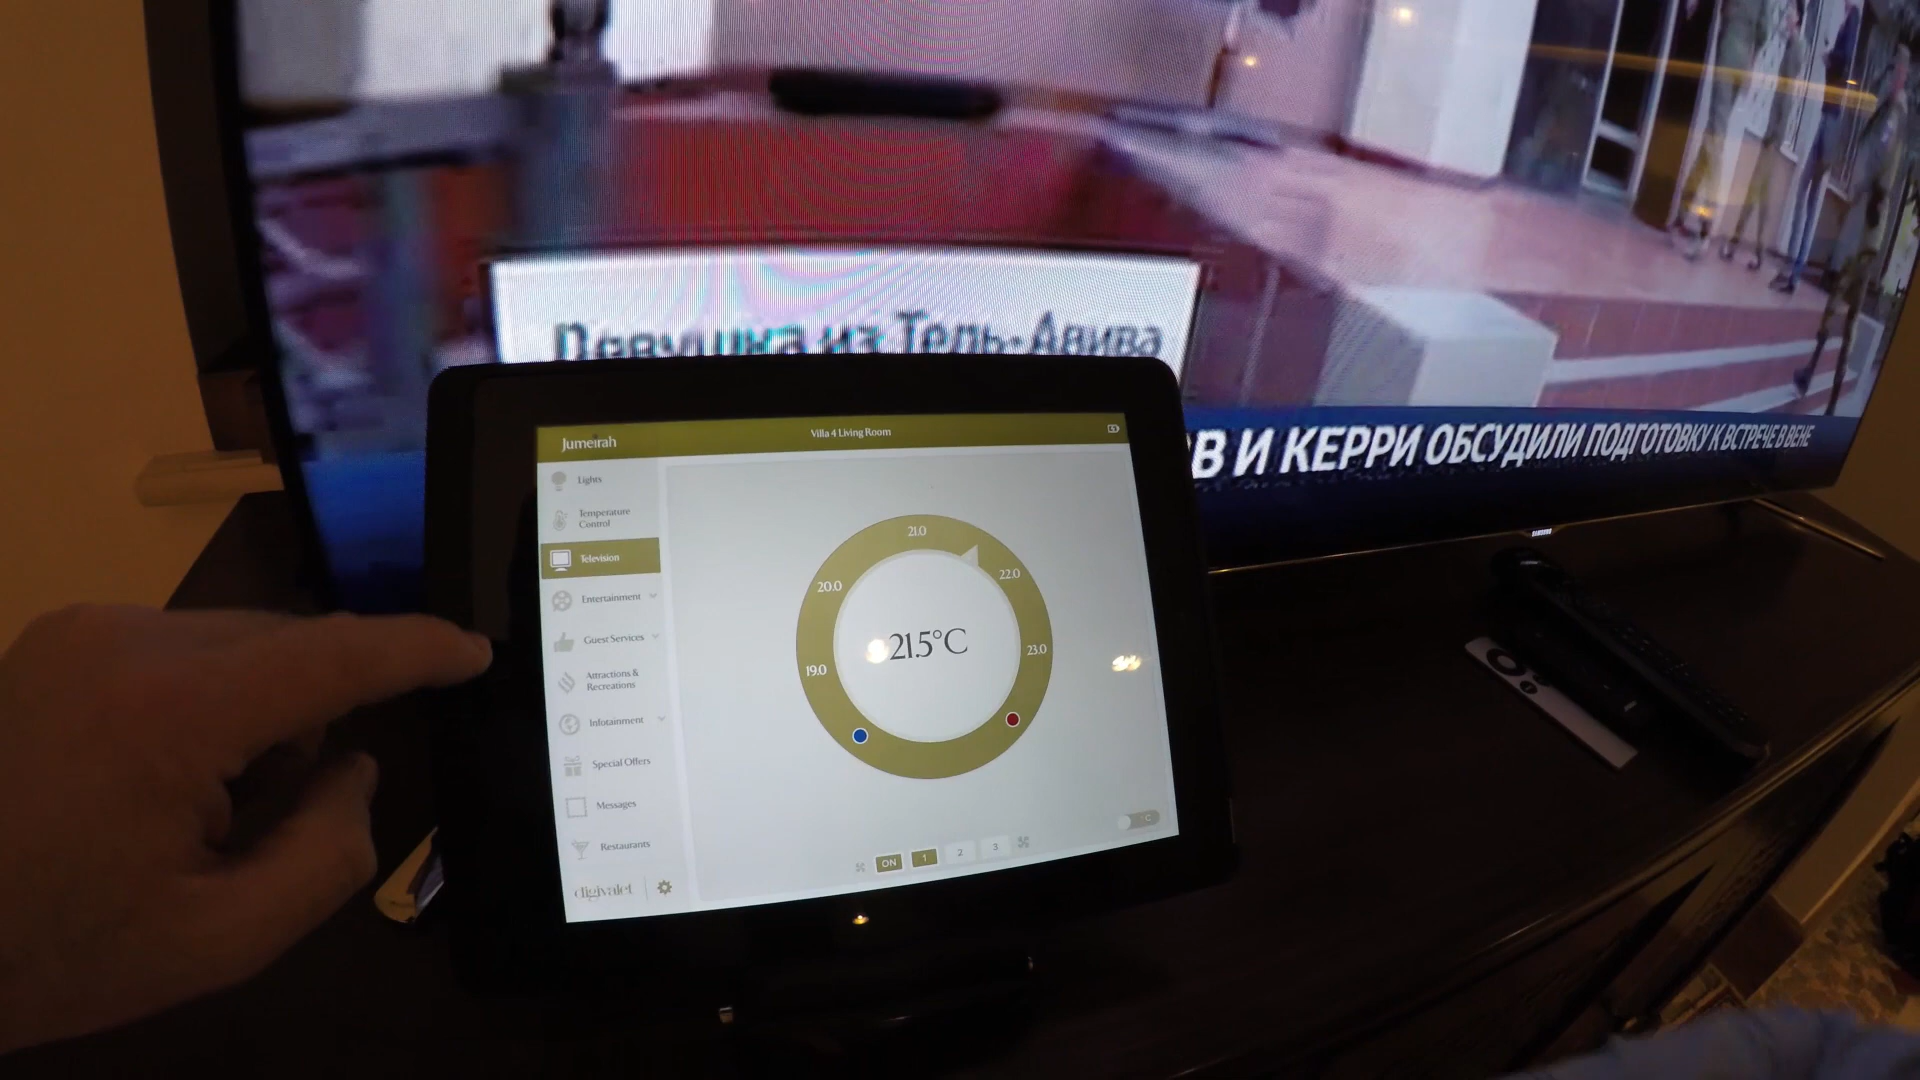 Девушка из Тель-Авива
В И КЕРРИ ОБСУДИЛИ ПОДГОТОВКУ К ВСТРЕЧЕ В ВЕНЕ
SAMSUNG
Jumeirah
Villa 4 Living Room
Lights
Temperature
Control
Television
Entertainment
Guest Services
Attractions &
Recreations
Infotainment
Special Offers
Messages
Restaurants
digivalet
21.0
20.0
22.0
21.5°C
19.0
23.0
°C
ON
1
2
3